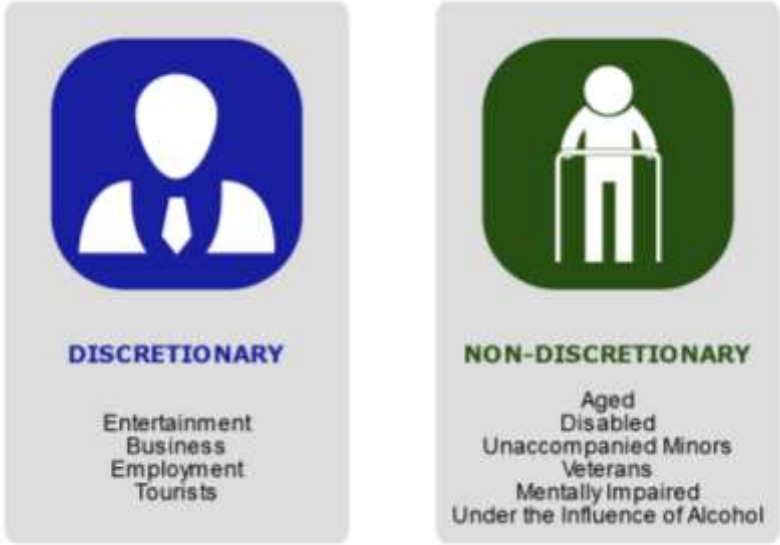 DISCRETIONARY
Entertainment
Business
Employment
Tourists
NON-DISCRETIONARY
Aged
Disabled
Unaccompanied Minors
Veterans
Mentally Impaired
Under the Influence of Alcohol